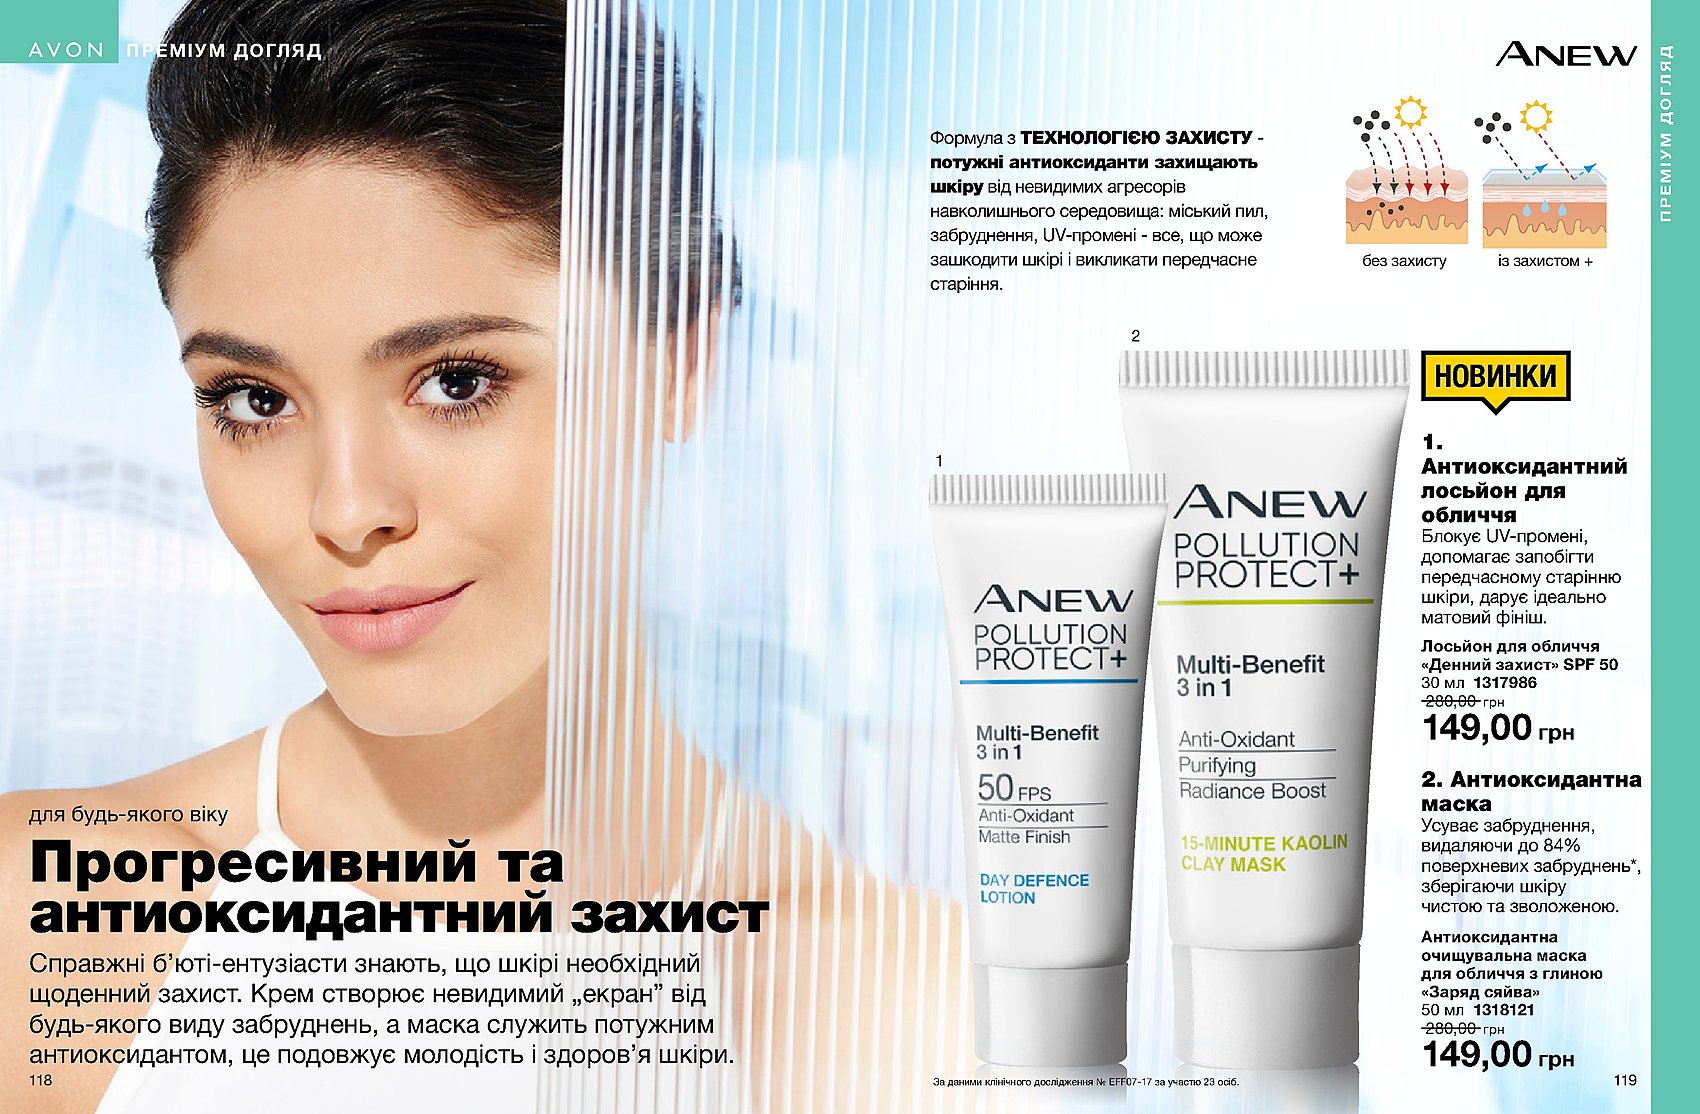 AVON ПРЕМІУМ ДОГЛЯД
для будь-якого віку
Прогресивний та
антиоксидантний захист
Справжні б’юті-ентузіасти знають, що шкірі необхідний
щоденний захист. Крем створює невидимий „екран” від
будь-якого виду забруднень, а маска служить потужним
антиоксидантом, це подовжує молодість і здоров’я шкіри.
118
ANEW
ПРЕМІУМ ДОГЛЯД
Формула з ТЕХНОЛОГІЄЮ ЗАХИСТУ -
потужні антиоксиданти захищають
шкіру від невидимих агресорів
навколишнього середовища: міський пил,
забруднення, UV-промені - все, що може
зашкодити шкірі і викликати передчасне
старіння.
без захисту
із захистом +
2
1
ANEW
POLLUTION
PROTECT+
Multi-Benefit
3 in 1
50 FPS
Anti-Oxidant
Matte Finish
DAY DEFENCE
LOTION
ANEW
POLLUTION
PROTECT+
Multi-Benefit
3 in 1
Anti-Oxidant
Purifying
Radiance Boost
15-MINUTE KAOLIN
CLAY MASK
НОВИНКИ
1.
Антиоксидантний
лосьйон для
обличчя
Блокує UV-промені,
допомагає запобігти
передчасному старінню
шкіри, дарує ідеально
матовий фініш.
Лосьйон для обличчя
«Денний захист» SPF 50
30 мл 1317986
280,00 грн
149,00 грн
2. Антиоксидантна
маска
Усуває забруднення,
видаляючи до 84%
поверхневих забруднень*,
зберігаючи шкіру
чистою та зволоженою.
Антиоксидантна
очищувальна маска
для обличчя з глиною
«Заряд сяйва»
50 мл 1318121
280,00 грн
149,00 грн
За даними клінічного дослідження № EFF07-17 за участю 23 осіб.
119